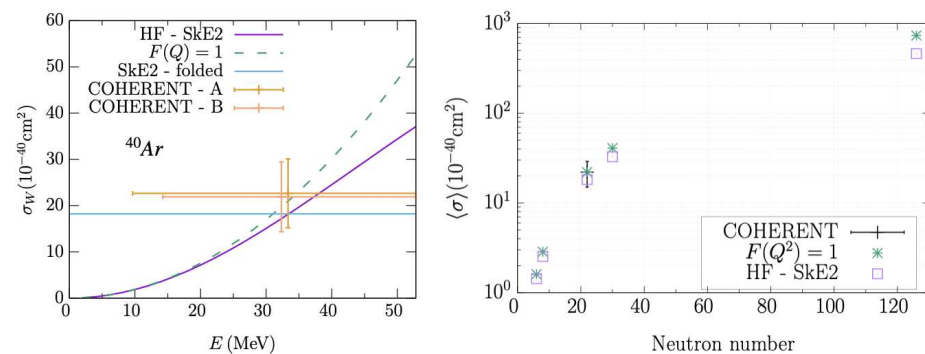 60
50
40
30
20
10
0
σ_W(10⁻⁴⁰cm²)
HF - SkE2
F(Q) = 1
SkE2 - folded
COHERENT - A
COHERENT - B
⁴⁰Ar
0 10 20 30 40 50
E (MeV)
10³
10²
10¹
10⁰
⟨σ⟩(10⁻⁴⁰cm²)
COHERENT
F(Q²) = 1
HF - SkE2
0 20 40 60 80 100 120
Neutron number